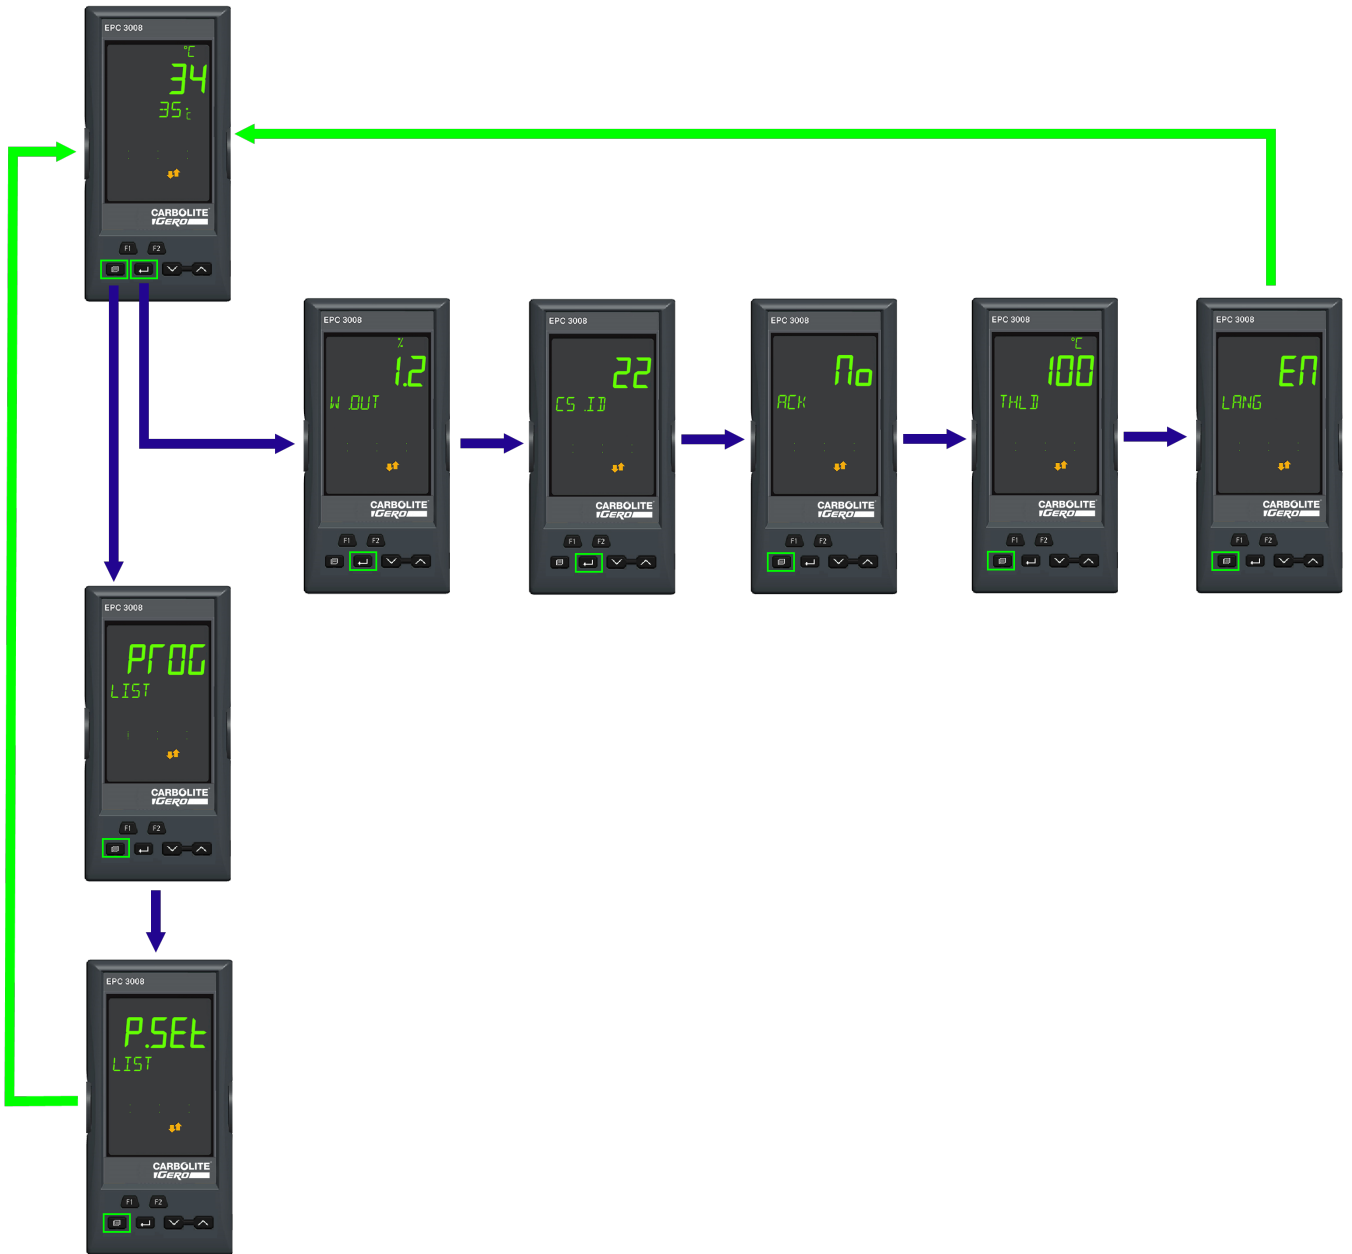 EPC 3008
°C
34
35°C
CARBOLITE
GERO
F1 F2
EPC 3008
%
1.2
W.OUT
CARBOLITE
GERO
F1 F2
EPC 3008
22
CS.ID
CARBOLITE
GERO
F1 F2
EPC 3008
No
ACK
CARBOLITE
GERO
F1 F2
EPC 3008
°C
100
THLD
CARBOLITE
GERO
F1 F2
EPC 3008
EN
LANG
CARBOLITE
GERO
F1 F2
EPC 3008
PrOG
LIST
CARBOLITE
GERO
F1 F2
EPC 3008
P.SEt
LIST
CARBOLITE
GERO
F1 F2